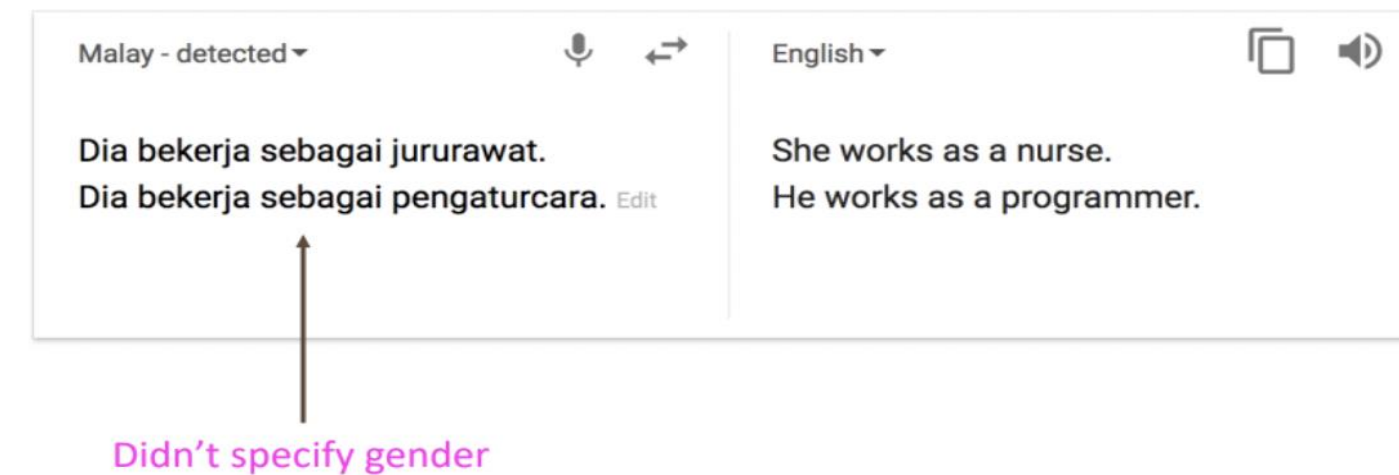 Malay - detected
English
Dia bekerja sebagai jururawat.
Dia bekerja sebagai pengaturcara. Edit
She works as a nurse.
He works as a programmer.
Didn't specify gender